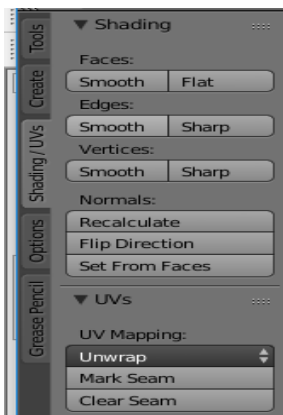 Tools
Create
Shading / UVs
Options
Grease Pencil
Shading
Faces:
Smooth Flat
Edges:
Smooth Sharp
Vertices:
Smooth Sharp
Normals:
Recalculate
Flip Direction
Set From Faces
UVs
UV Mapping:
Unwrap
Mark Seam
Clear Seam